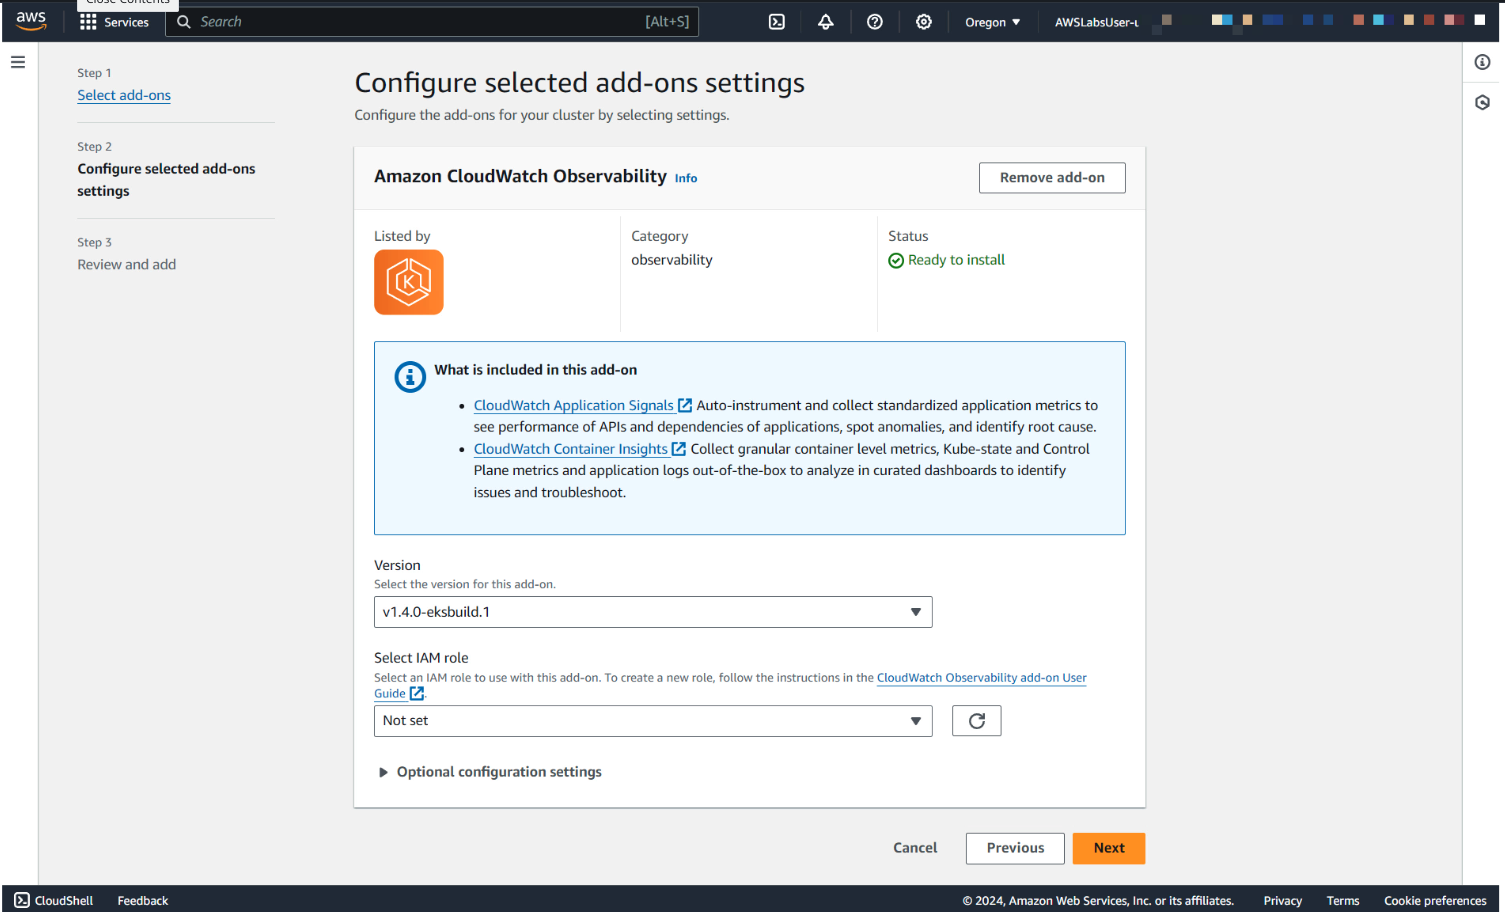 Close Contents
aws
Services
Search
[Alt+S]
Oregon
AWSLabsUser-
Step 1
Select add-ons
Step 2
Configure selected add-ons
settings
Step 3
Review and add
Configure selected add-ons settings
Configure the add-ons for your cluster by selecting settings.
Amazon CloudWatch Observability Info
Remove add-on
Listed by
K
Category
observability
Status
Ready to install
What is included in this add-on
• CloudWatch Application Signals Auto-instrument and collect standardized application metrics to
see performance of APIs and dependencies of applications, spot anomalies, and identify root cause.
• CloudWatch Container Insights Collect granular container level metrics, Kube-state and Control
Plane metrics and application logs out-of-the-box to analyze in curated dashboards to identify
issues and troubleshoot.
Version
Select the version for this add-on.
v1.4.0-eksbuild.1
Select IAM role
Select an IAM role to use with this add-on. To create a new role, follow the instructions in the CloudWatch Observability add-on User
Guide .
Not set
Optional configuration settings
Cancel
Previous
Next
CloudShell
Feedback
© 2024, Amazon Web Services, Inc. or its affiliates.
Privacy
Terms
Cookie preferences